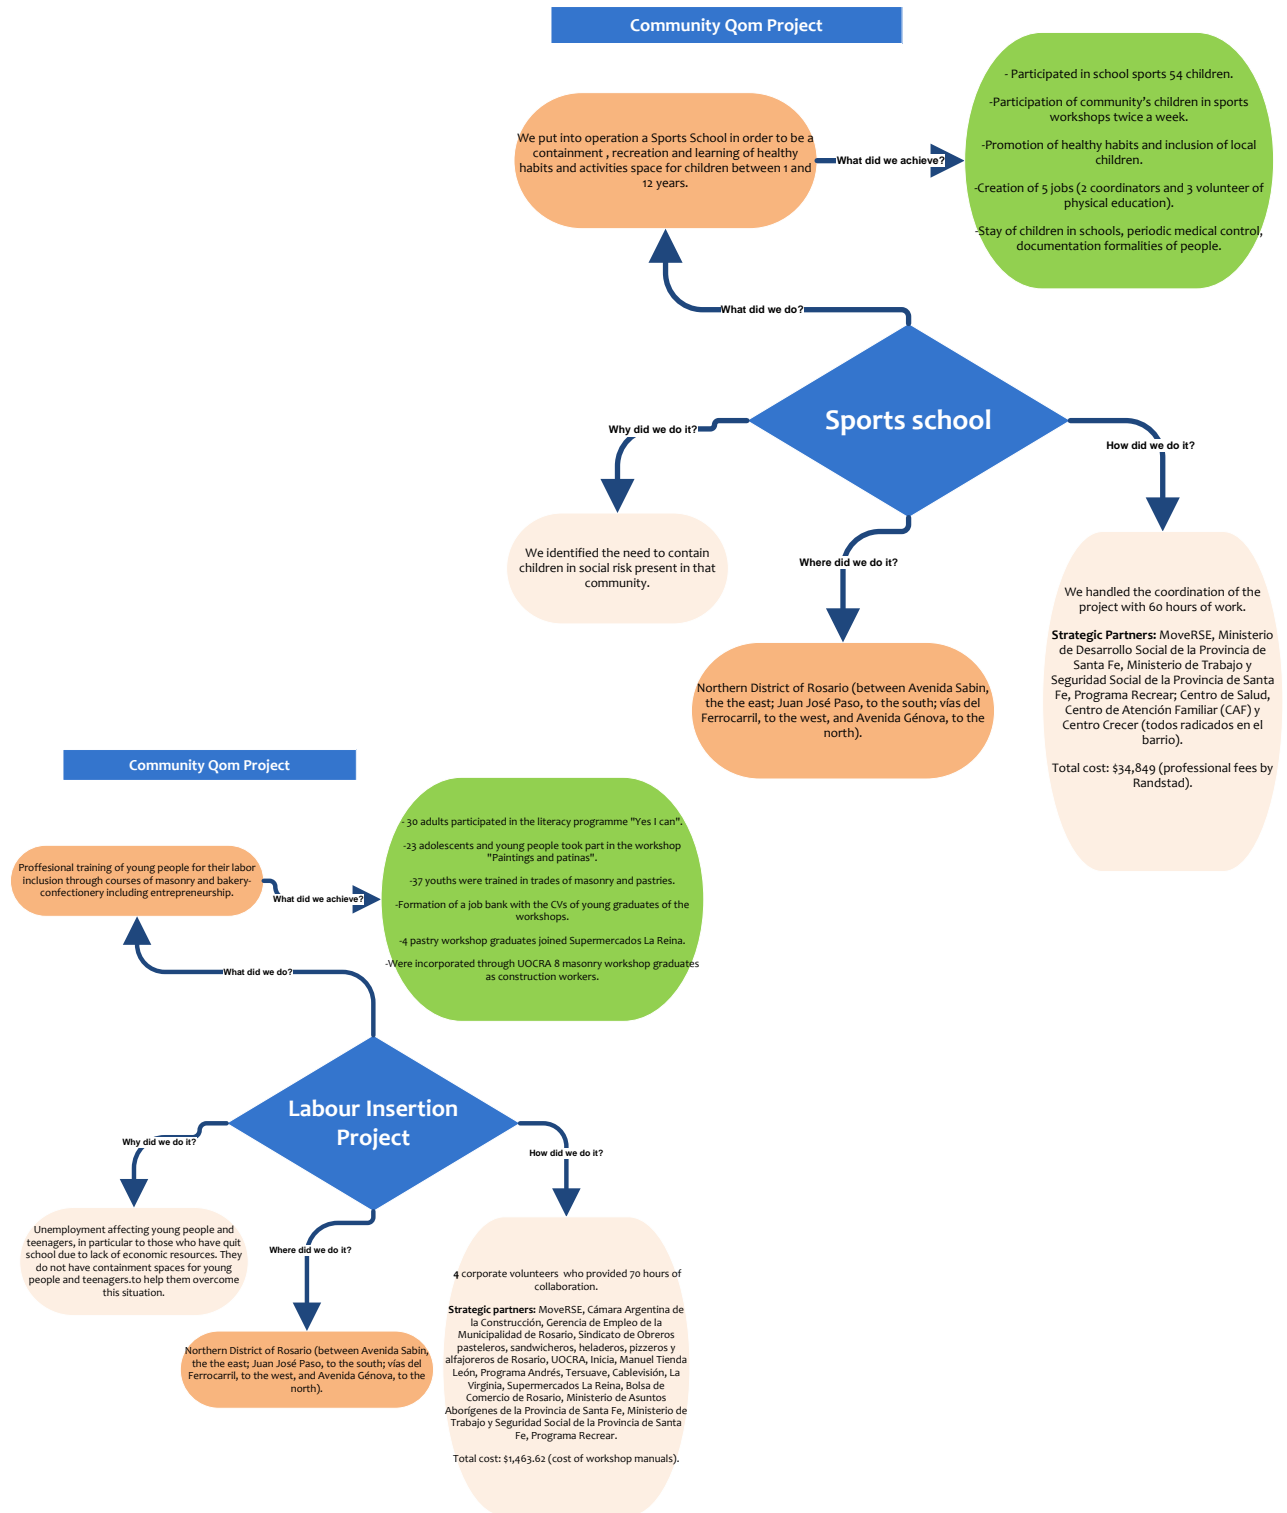 Community Qom Project
- Participated in school sports 54 children.
-Participation of community's children in sports
workshops twice a week.
-Promotion of healthy habits and inclusion of local
children.
-Creation of 5 jobs (2 coordinators and 3 volunteer of
physical education).
-Stay of children in schools, periodic medical control,
documentation formalities of people.
We put into operation a Sports School in order to be a
containment , recreation and learning of healthy
habits and activities space for children between 1 and
12 years.
What did we achieve?
What did we do?
Sports school
Why did we do it?
How did we do it?
Where did we do it?
We identified the need to contain
children in social risk present in that
community.
We handled the coordination of the
project with 60 hours of work.
Strategic Partners: MoveRSE, Ministerio
de Desarrollo Social de la Provincia de
Santa Fe, Ministerio de Trabajo y
Seguridad Social de la Provincia de Santa
Fe, Programa Recrear; Centro de Salud,
Centro de Atención Familiar (CAF) y
Centro Crecer (todos radicados en el
barrio).
Total cost: $34,849 (professional fees by
Randstad).
Northern District of Rosario (between Avenida Sabin,
the the east; Juan José Paso, to the south; vías del
Ferrocarril, to the west, and Avenida Génova, to the
north).
Community Qom Project
- 30 adults participated in the literacy programme "Yes I can".
-23 adolescents and young people took part in the workshop
"Paintings and patinas".
-37 youths were trained in trades of masonry and pastries.
-Formation of a job bank with the CVs of young graduates of the
workshops.
-4 pastry workshop graduates joined Supermercados La Reina.
-Were incorporated through UOCRA 8 masonry workshop graduates
as construction workers.
Proffesional training of young people for their labor
inclusion through courses of masonry and bakery-
confectionery including entrepreneurship.
What did we achieve?
What did we do?
Labour Insertion
Project
Why did we do it?
How did we do it?
Where did we do it?
Unemployment affecting young people and
teenagers, in particular to those who have quit
school due to lack of economic resources. They
do not have containment spaces for young
people and teenagers.to help them overcome
this situation.
Northern District of Rosario (between Avenida Sabin,
the the east; Juan José Paso, to the south; vías del
Ferrocarril, to the west, and Avenida Génova, to the
north).
4 corporate volunteers who provided 70 hours of
collaboration.
Strategic partners: MoveRSE, Cámara Argentina de
la Construcción, Gerencia de Empleo de la
Municipalidad de Rosario, Sindicato de Obreros
pasteleros, sandwicheros, heladeros, pizzeros y
alfajoreros de Rosario, UOCRA, Inicia, Manuel Tienda
León, Programa Andrés, Tersuave, Cablevisión, La
Virginia, Supermercados La Reina, Bolsa de
Comercio de Rosario, Ministerio de Asuntos
Aborígenes de la Provincia de Santa Fe, Ministerio de
Trabajo y Seguridad Social de la Provincia de Santa
Fe, Programa Recrear.
Total cost: $1,463.62 (cost of workshop manuals).